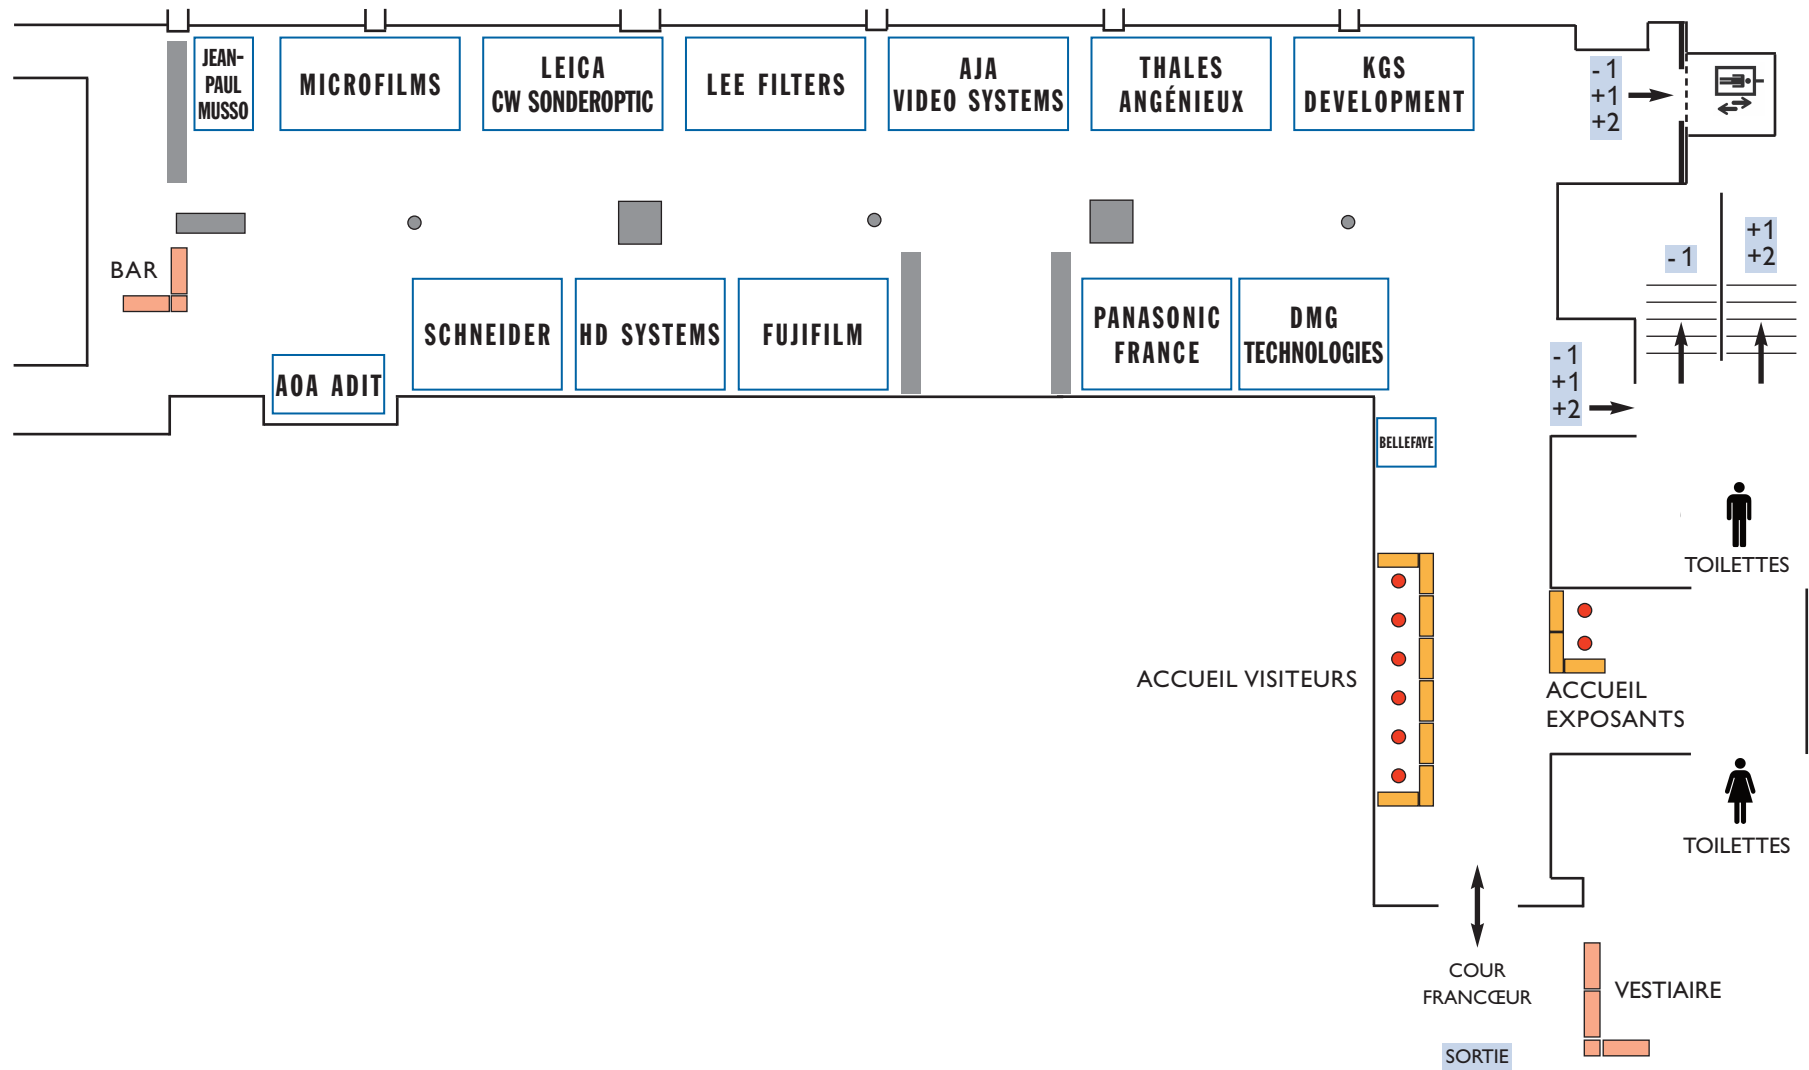 JEAN-
PAUL
MUSSO
MICROFILMS
LEICA
CW SONDEROPTIC
LEE FILTERS
AJA
VIDEO SYSTEMS
THALES
ANGÉNIEUX
KGS
DEVELOPMENT
- 1
+1
+2
- 1
+1
+2
BAR
SCHNEIDER
HD SYSTEMS
FUJIFILM
PANASONIC
FRANCE
DMG
TECHNOLOGIES
AOA ADIT
- 1
+1
+2
BELLEFAYE
TOILETTES
ACCUEIL VISITEURS
ACCUEIL
EXPOSANTS
TOILETTES
COUR
FRANCŒUR
VESTIAIRE
SORTIE